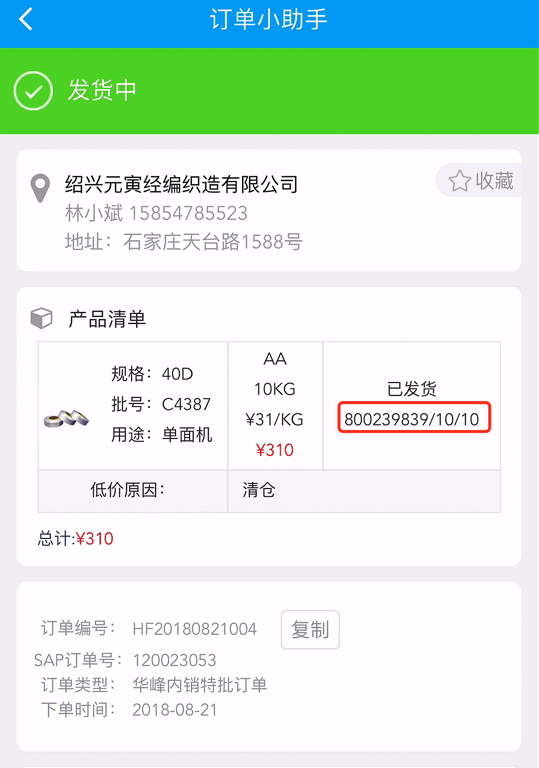 订单小助手
发货中
绍兴元寅经编织造有限公司
收藏
林小斌 15854785523
地址：石家庄天台路1588号
产品清单
规格：40D
批号：C4387
用途：单面机
AA
10KG
¥31/KG
¥310
已发货
800239839/10/10
低价原因：
清仓
总计:¥310
订单编号： HF20180821004
复制
SAP订单号：120023053
订单类型： 华峰内销特批订单
下单时间： 2018-08-21